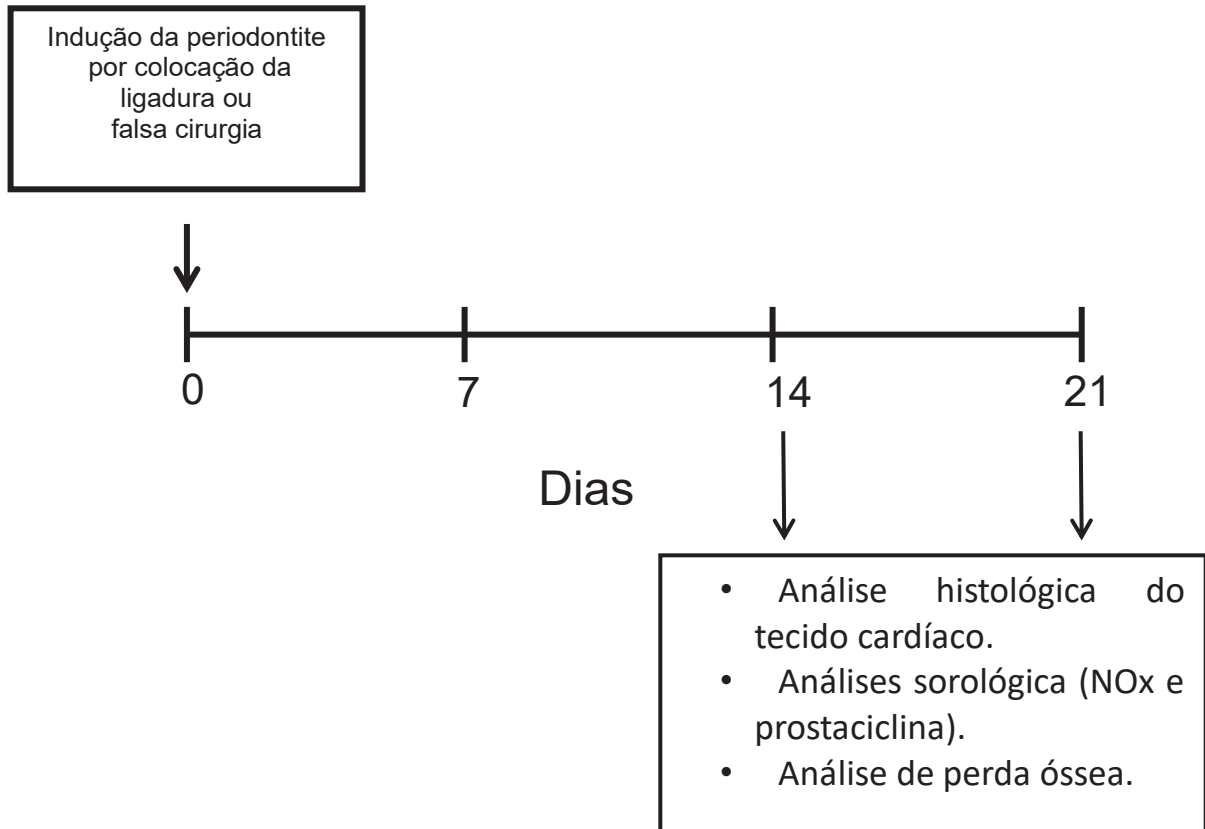 Indução da periodontite
por colocação da
ligadura ou
falsa cirurgia
0
7
14
21
Dias
• Análise histológica do
tecido cardíaco.
• Análises sorológica (NOx e
prostaciclina).
• Análise de perda óssea.